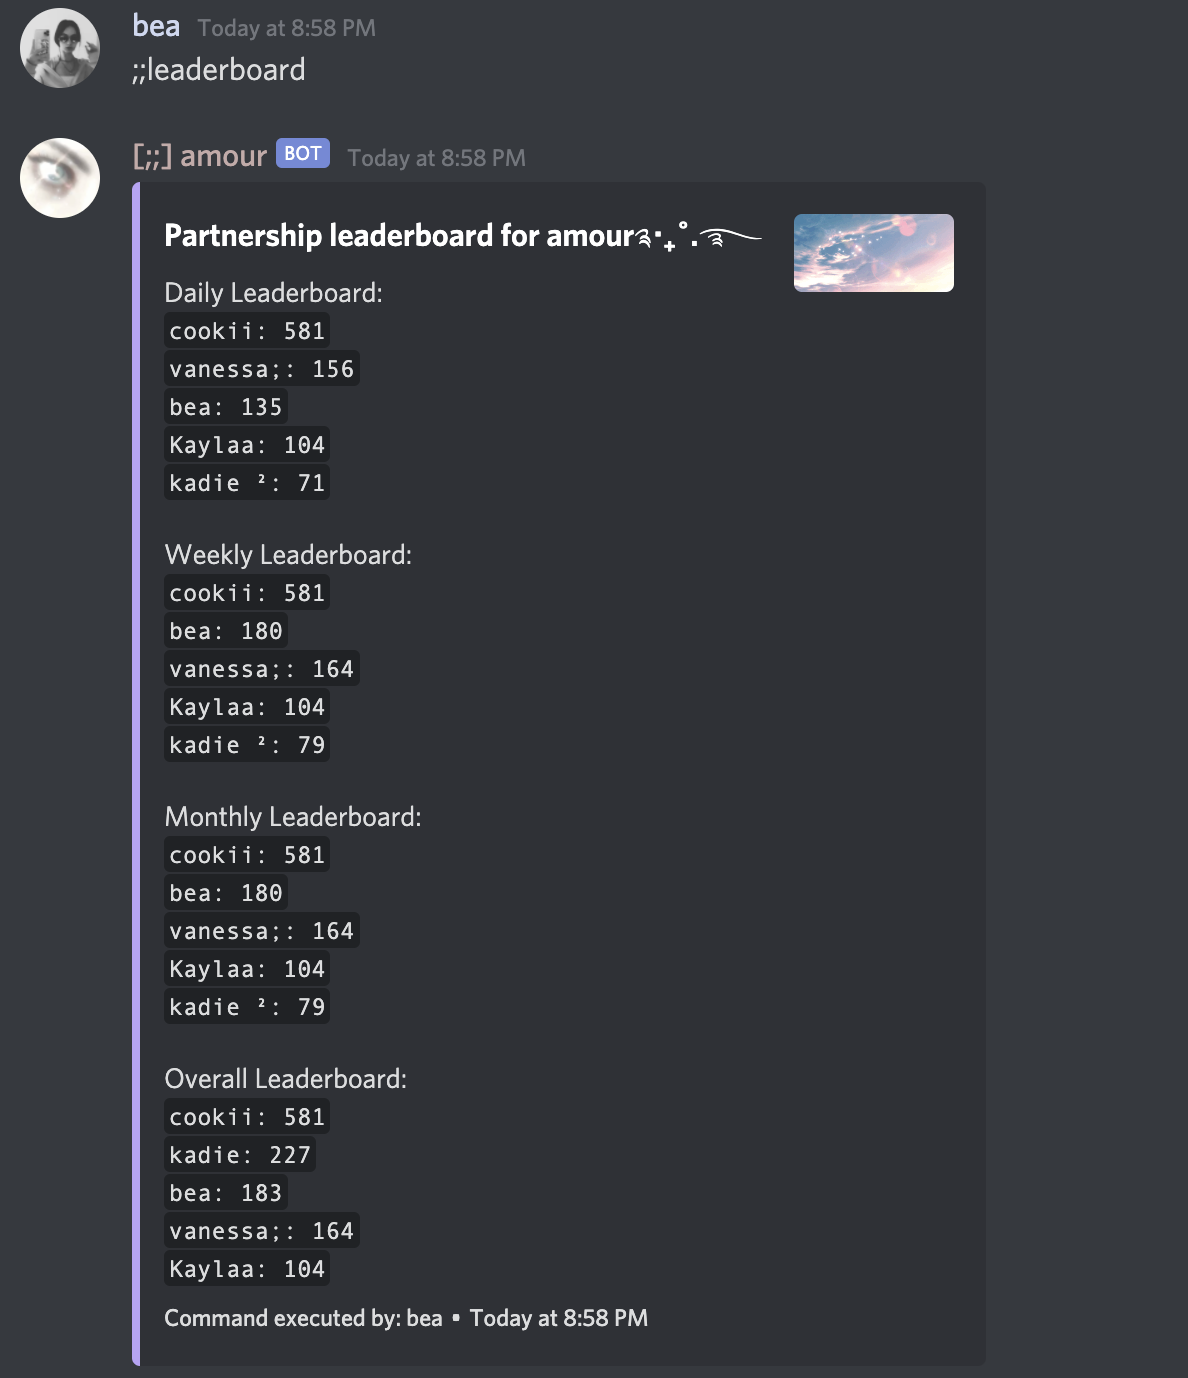 bea Today at 8:58 PM
;;leaderboard
[;;] amour BOT Today at 8:58 PM
Partnership leaderboard for amour༉‧₊˚.༄
Daily Leaderboard:
cookii: 581
vanessa;: 156
bea: 135
Kaylaa: 104
kadie ²: 71
Weekly Leaderboard:
cookii: 581
bea: 180
vanessa;: 164
Kaylaa: 104
kadie ²: 79
Monthly Leaderboard:
cookii: 581
bea: 180
vanessa;: 164
Kaylaa: 104
kadie ²: 79
Overall Leaderboard:
cookii: 581
kadie: 227
bea: 183
vanessa;: 164
Kaylaa: 104
Command executed by: bea • Today at 8:58 PM